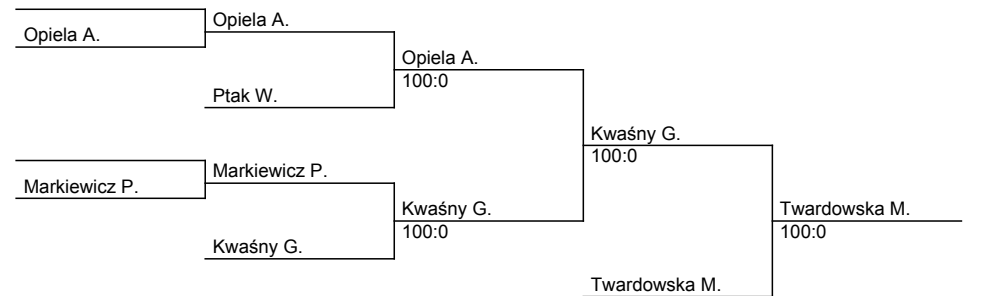 Opiela A.
Opiela A.
Opiela A.
100:0
Ptak W.
Kwaśny G.
100:0
Markiewicz P.
Markiewicz P.
Kwaśny G.
100:0
Kwaśny G.
Twardowska M.
100:0
Twardowska M.